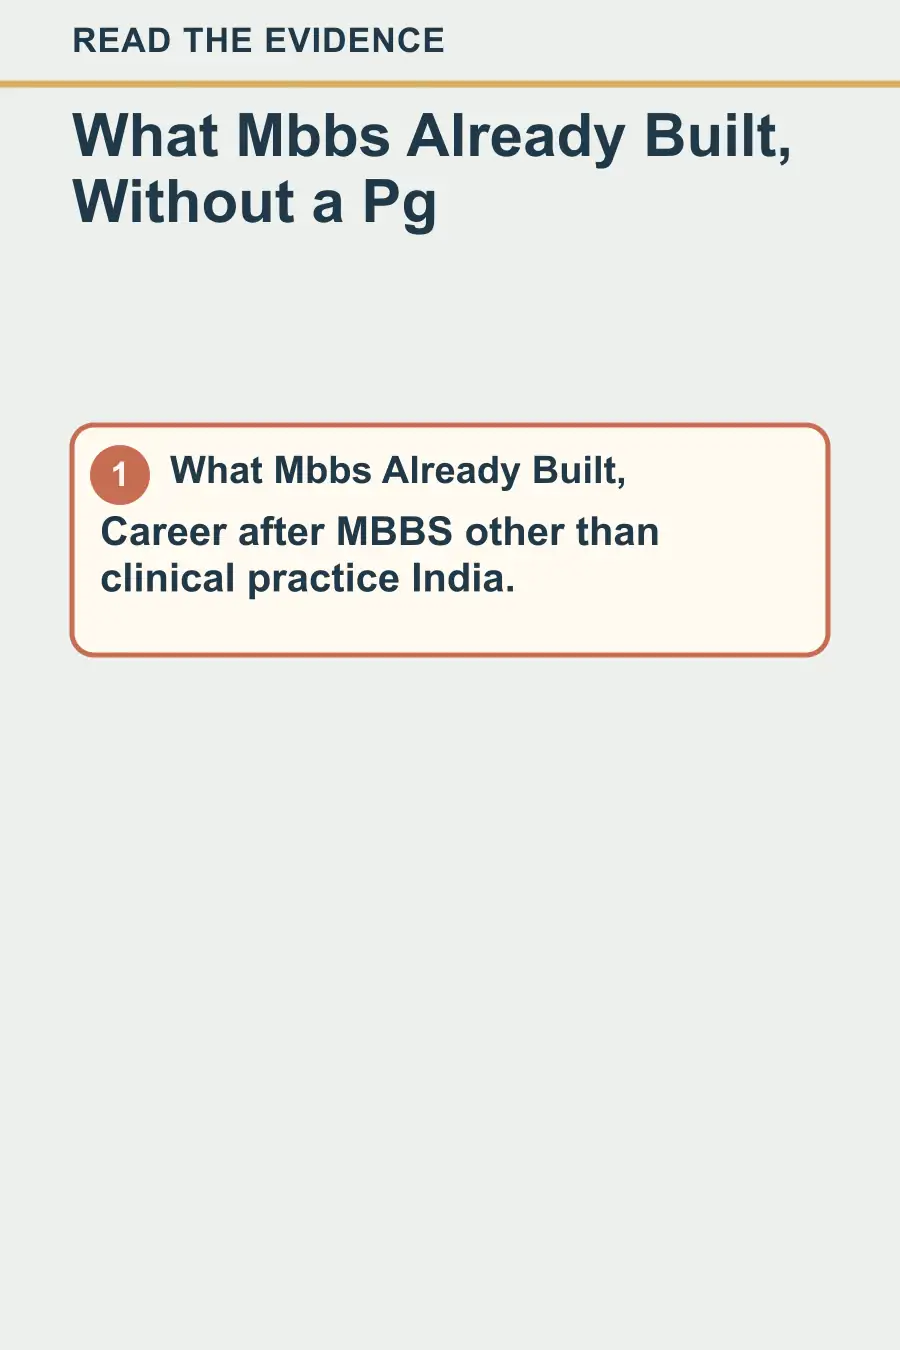 READ THE EVIDENCE
What Mbbs Already Built,
Without a Pg
1 What Mbbs Already Built,
Career after MBBS other than
clinical practice India.